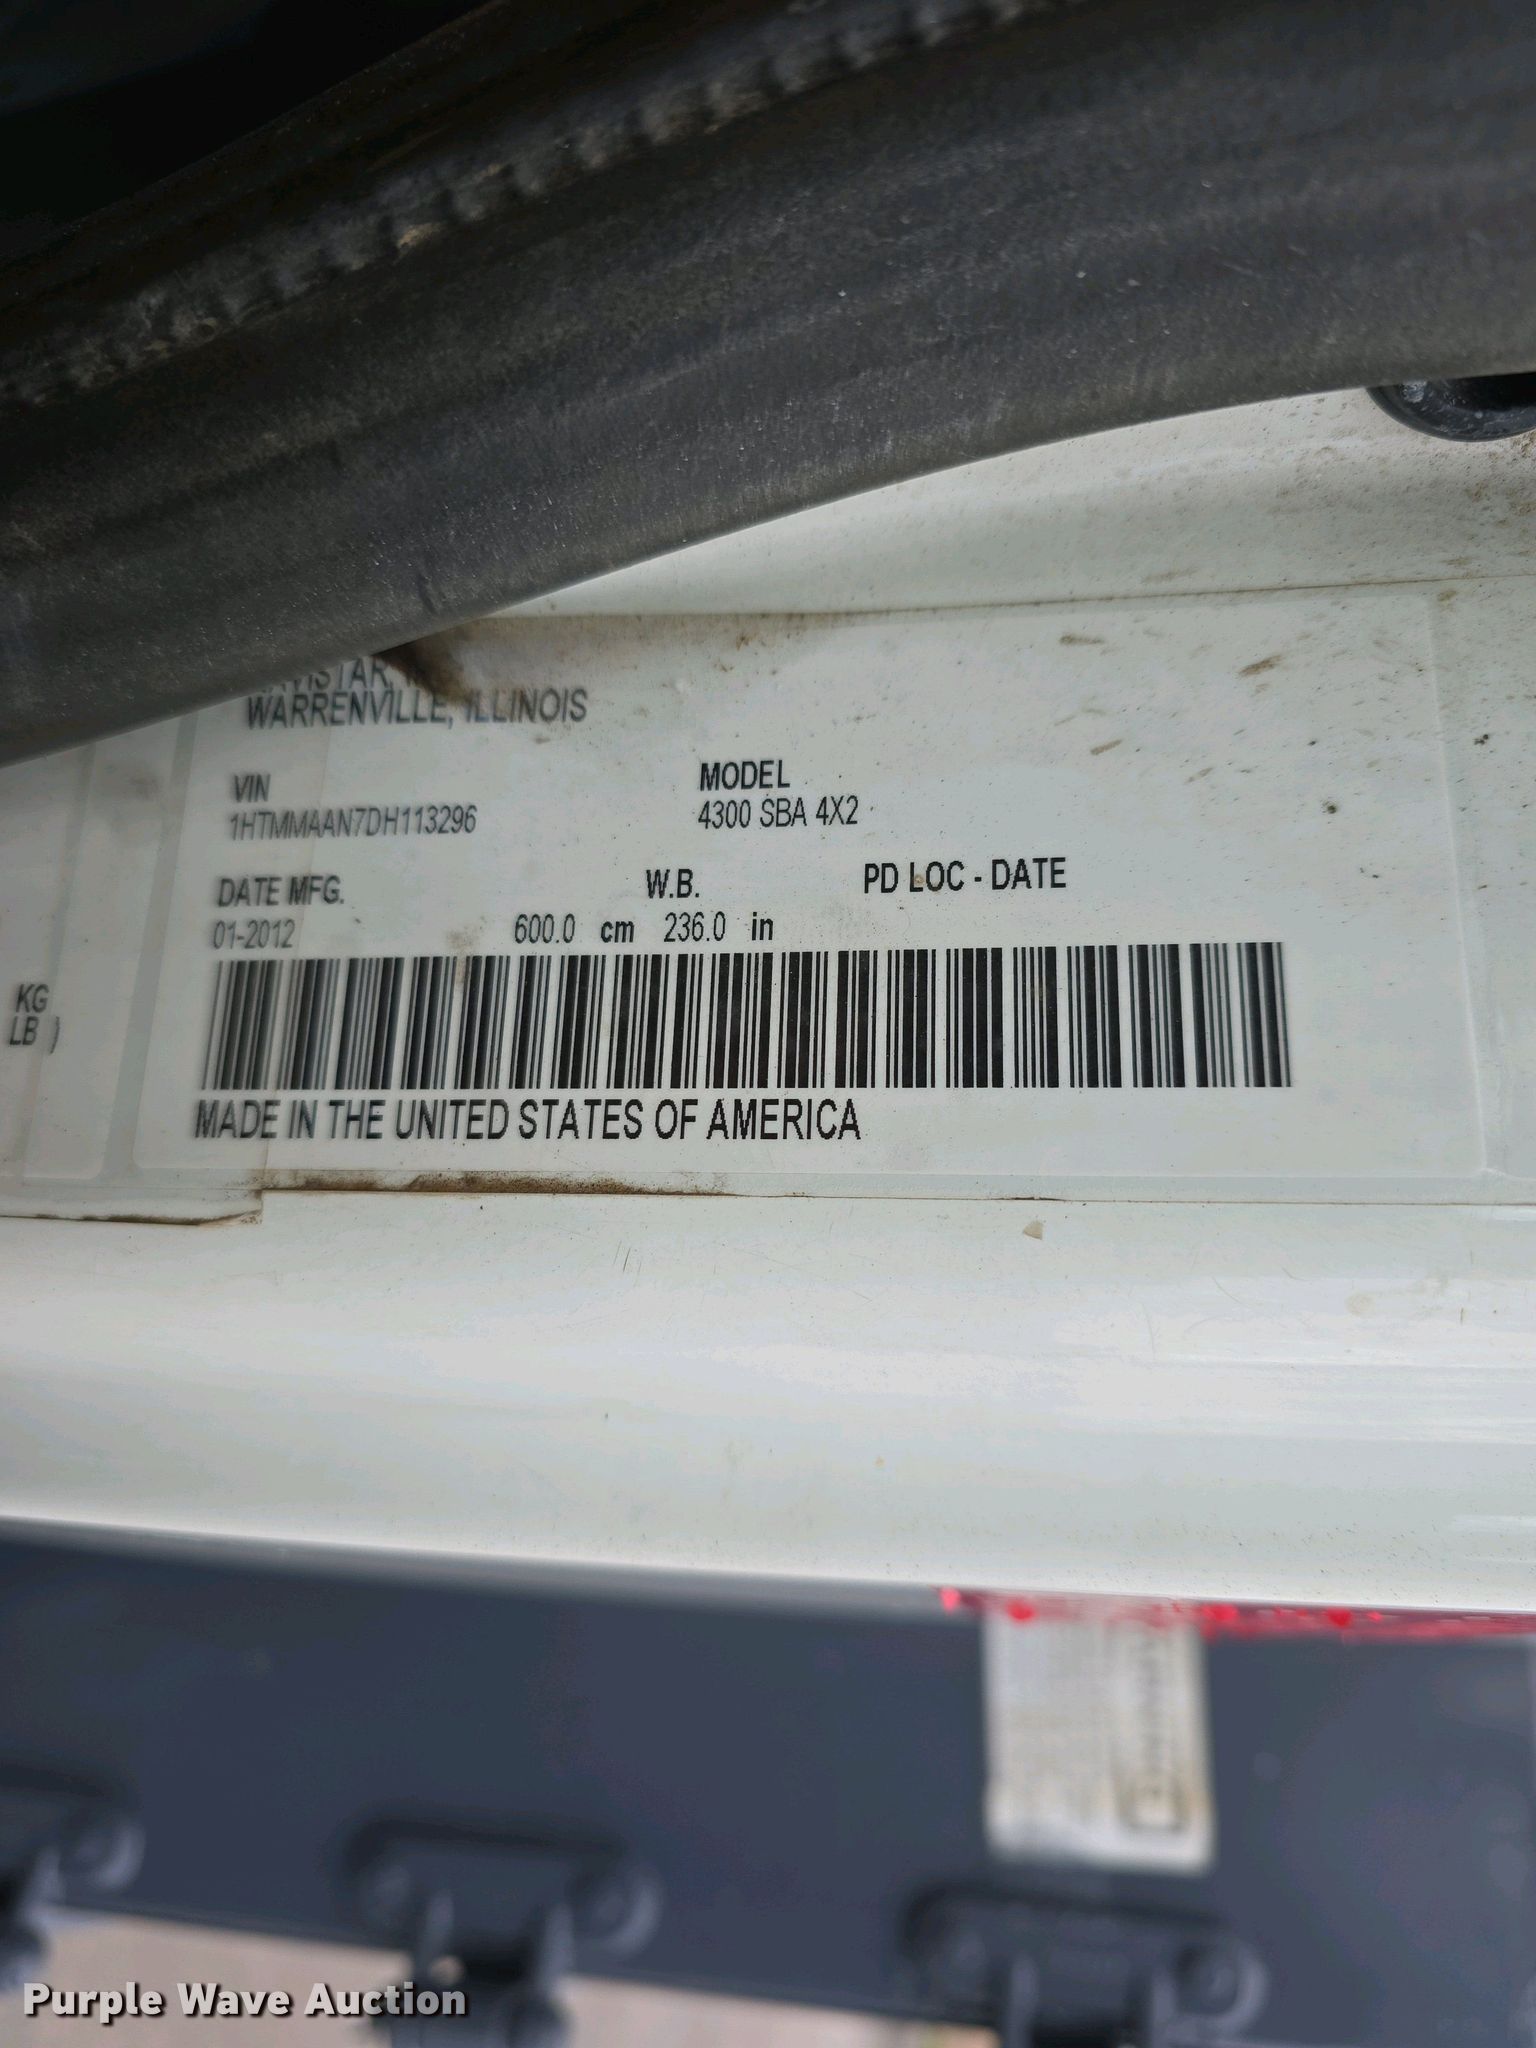 WARRENVILLE, ILLINOIS
VIN
1HTMMAAN7DH113296
MODEL
4300 SBA 4X2
DATE MFG.
01-2012
W.B.
600.0 cm 236.0 in
PD LOC - DATE
KG
LB )
MADE IN THE UNITED STATES OF AMERICA
Purple Wave Auction